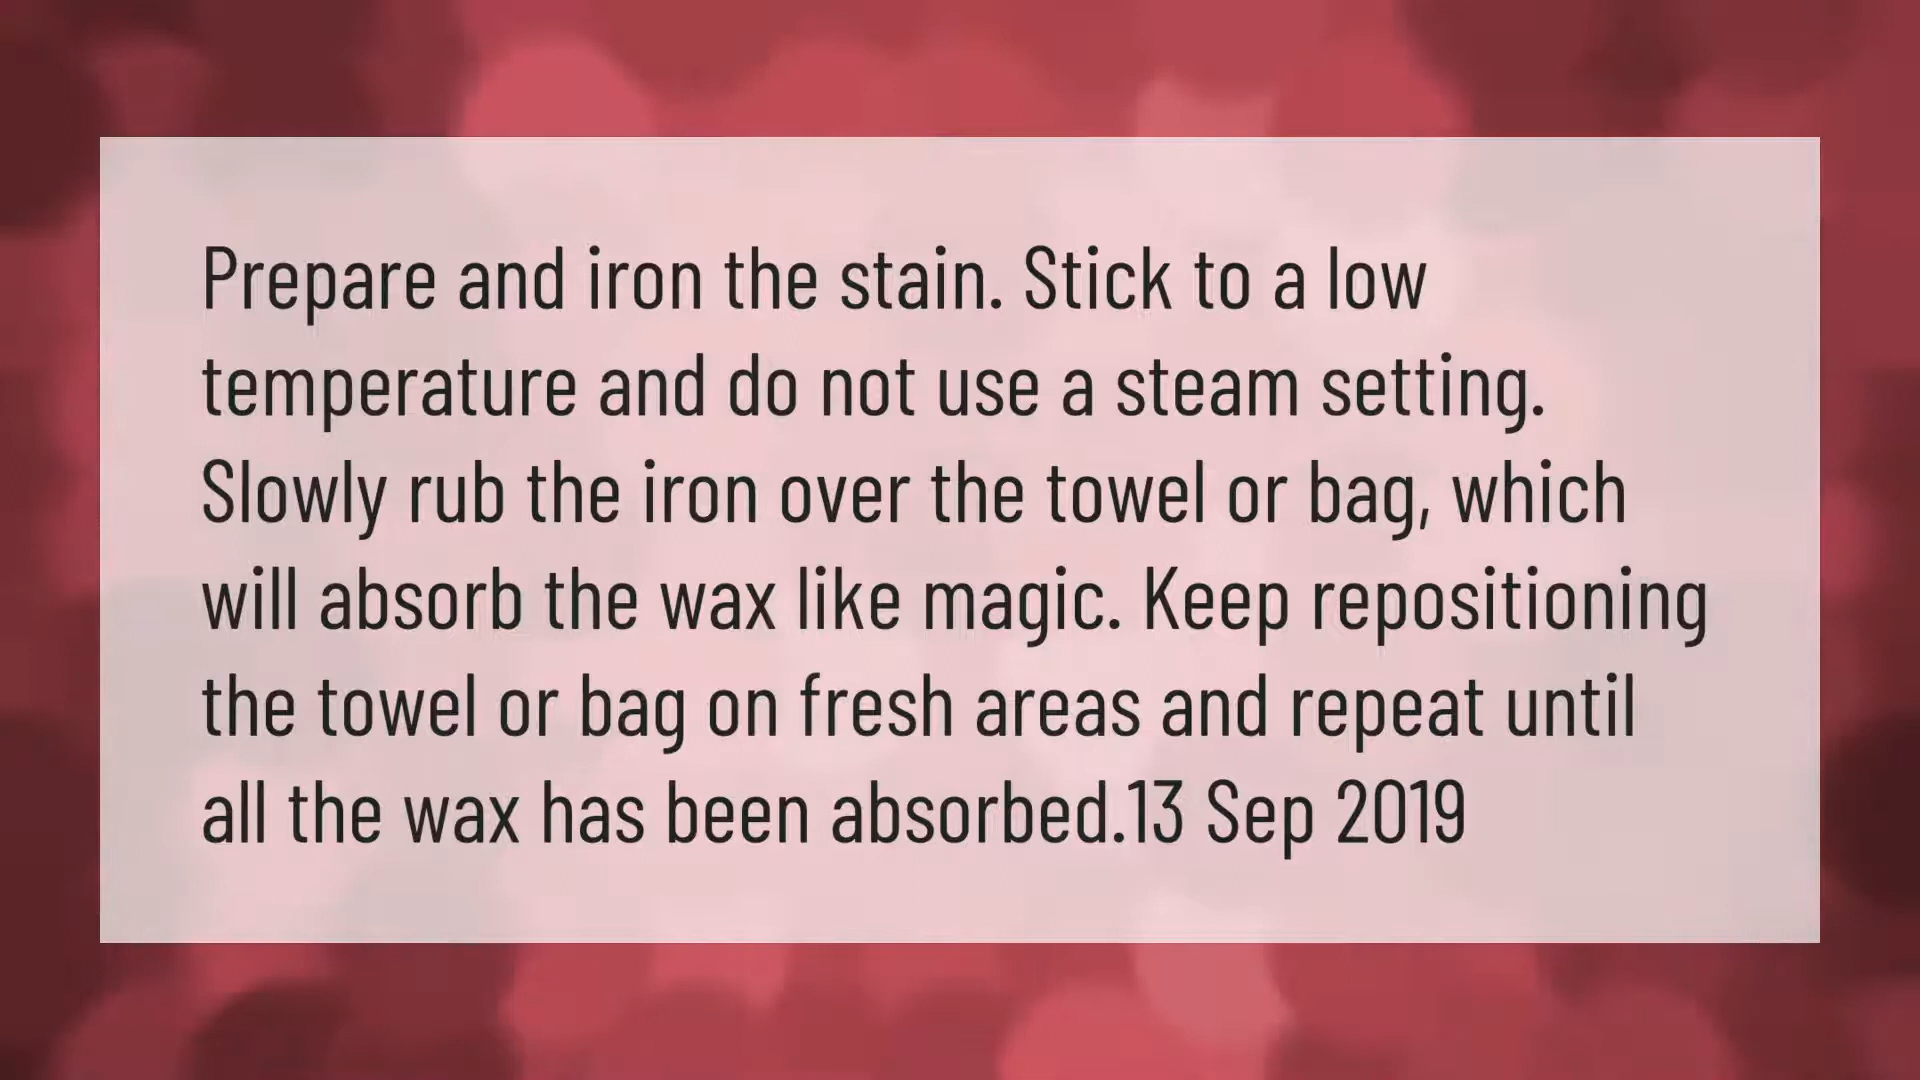 Prepare and iron the stain. Stick to a low
temperature and do not use a steam setting.
Slowly rub the iron over the towel or bag, which
will absorb the wax like magic. Keep repositioning
the towel or bag on fresh areas and repeat until
all the wax has been absorbed.13 Sep 2019